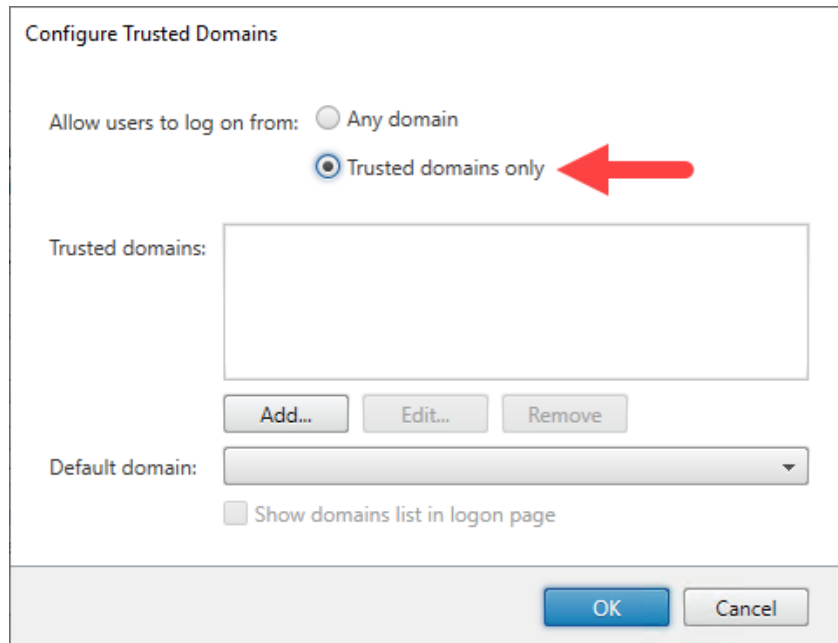 Configure Trusted Domains
Allow users to log on from: Any domain
Trusted domains only
Trusted domains:
Add... Edit... Remove
Default domain:
Show domains list in logon page
OK Cancel